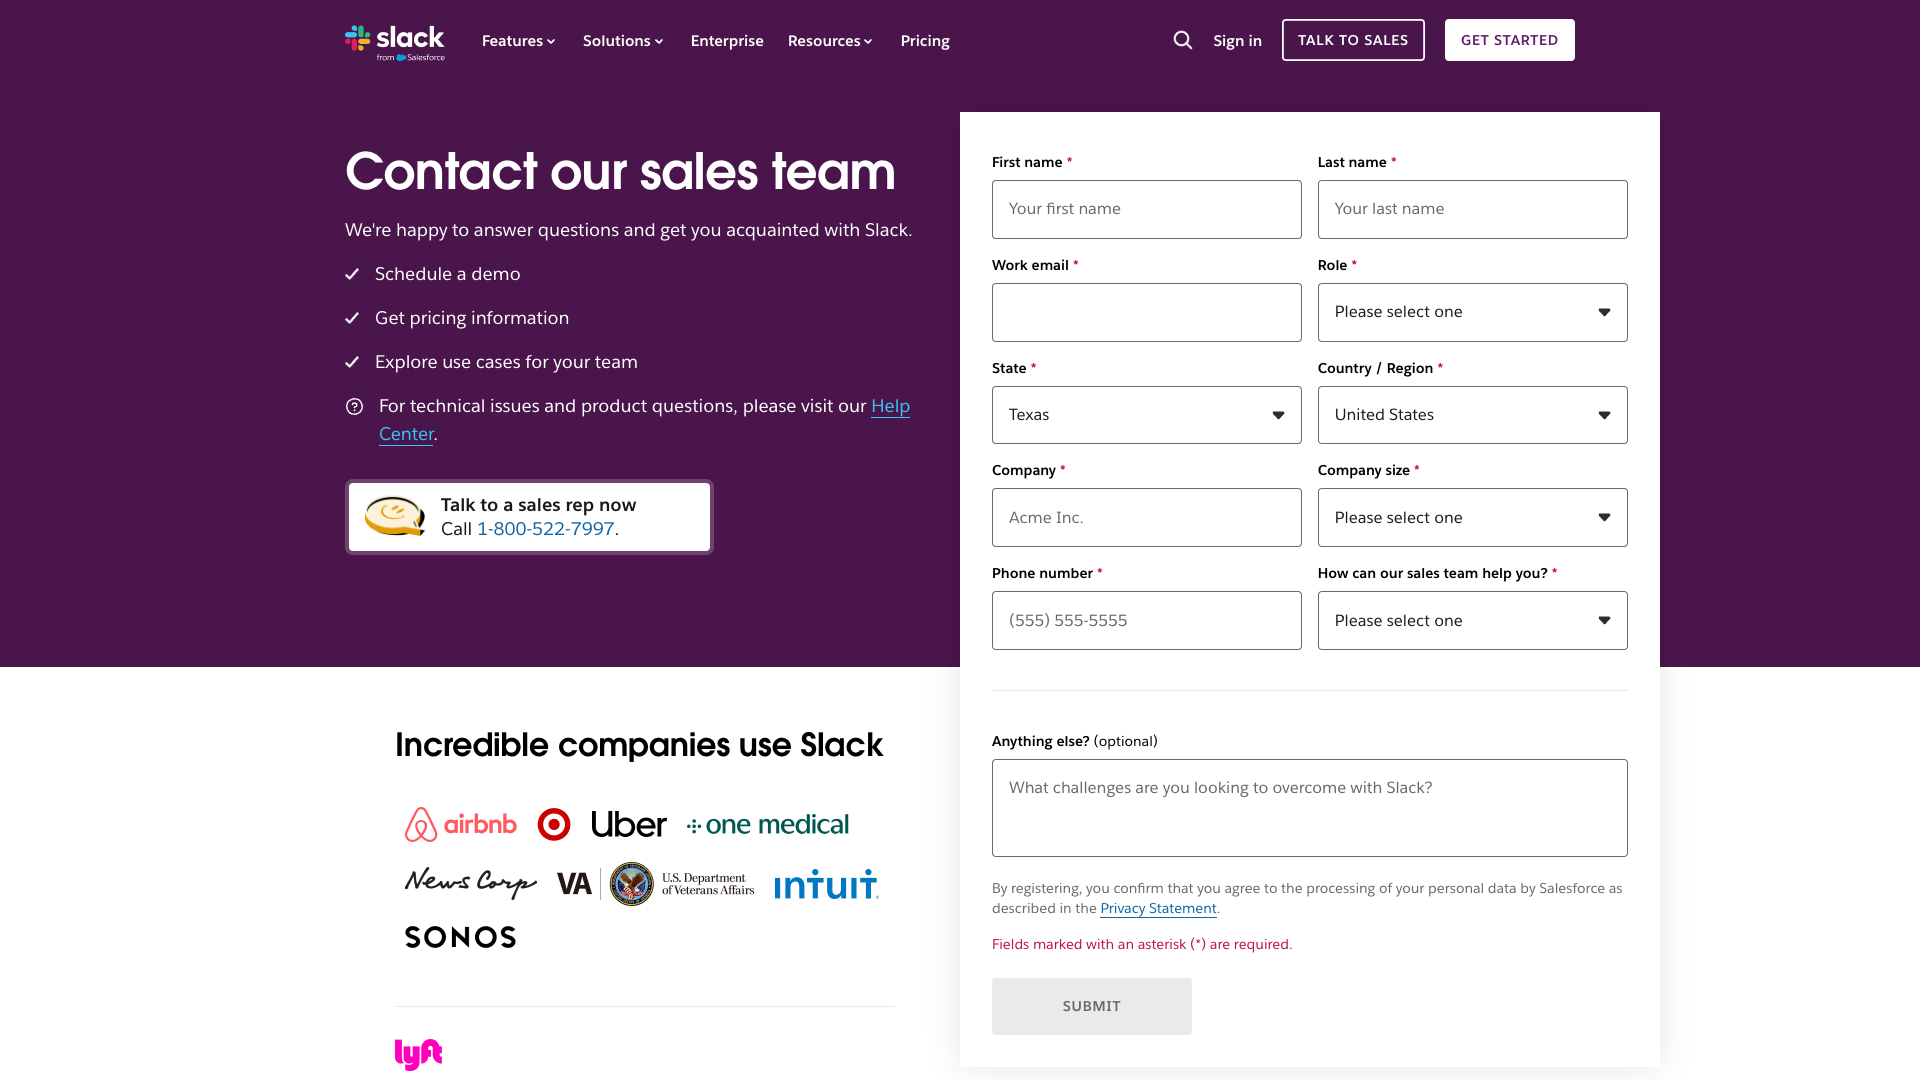 slack
from Salesforce
Features
Solutions
Enterprise
Resources
Pricing
Sign in
TALK TO SALES
GET STARTED
Contact our sales team
We're happy to answer questions and get you acquainted with Slack.
Schedule a demo
Get pricing information
Explore use cases for your team
For technical issues and product questions, please visit our Help
Center.
Talk to a sales rep now
Call 1-800-522-7997.
First name *
Your first name
Last name *
Your last name
Work email *
Role *
Please select one
State *
Texas
Country / Region *
United States
Company *
Acme Inc.
Company size *
Please select one
Phone number *
(555) 555-5555
How can our sales team help you? *
Please select one
Anything else? (optional)
What challenges are you looking to overcome with Slack?
By registering, you confirm that you agree to the processing of your personal data by Salesforce as
described in the Privacy Statement.
Fields marked with an asterisk (*) are required.
SUBMIT
Incredible companies use Slack
airbnb
Uber
one medical
News Corp
VA
U.S. Department
of Veterans Affairs
intuit
SONOS
lyft